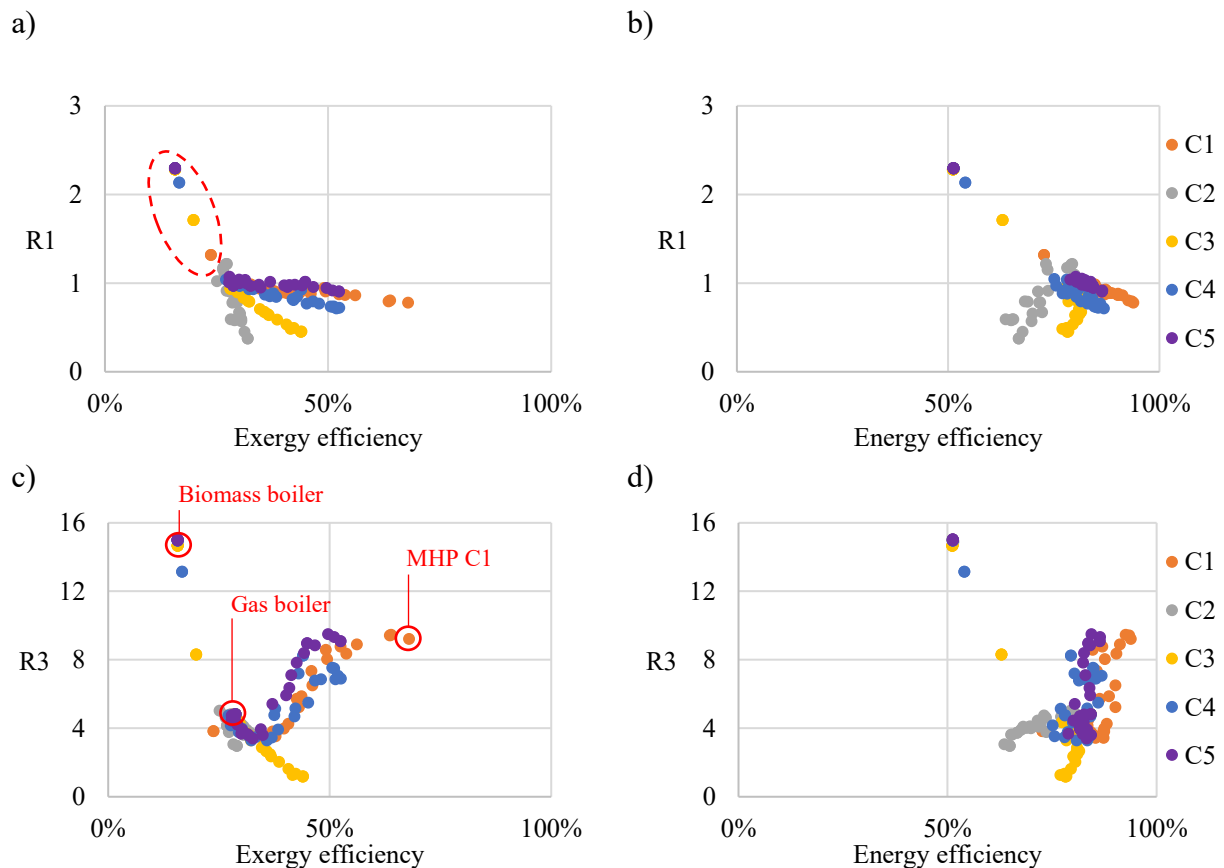 a)
b)
3
2
R1
1
0
0%
50%
100%
Exergy efficiency
3
2
R1
1
0
0%
50%
100%
Energy efficiency
C1
C2
C3
C4
C5
c)
d)
Biomass boiler
MHP C1
Gas boiler
16
12
R3
8
4
0
0%
50%
100%
Exergy efficiency
16
12
R3
8
4
0
0%
50%
100%
Energy efficiency
C1
C2
C3
C4
C5